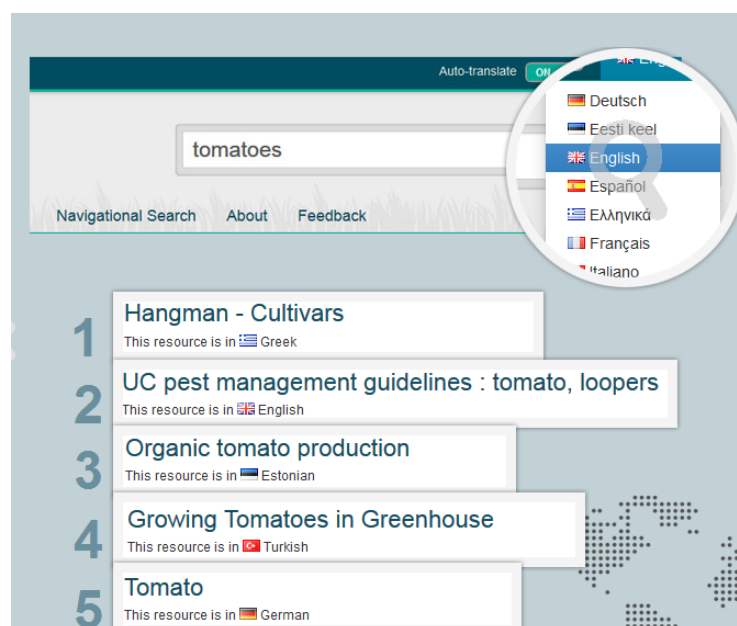 Auto-translate ON
Deutsch
Eesti keel
tomatoes
English
Español
Navigational Search About Feedback
Ελληνικά
Français
Italiano
1 Hangman - Cultivars
This resource is in Greek
2 UC pest management guidelines : tomato, loopers
This resource is in English
3 Organic tomato production
This resource is in Estonian
4 Growing Tomatoes in Greenhouse
This resource is in Turkish
5 Tomato
This resource is in German